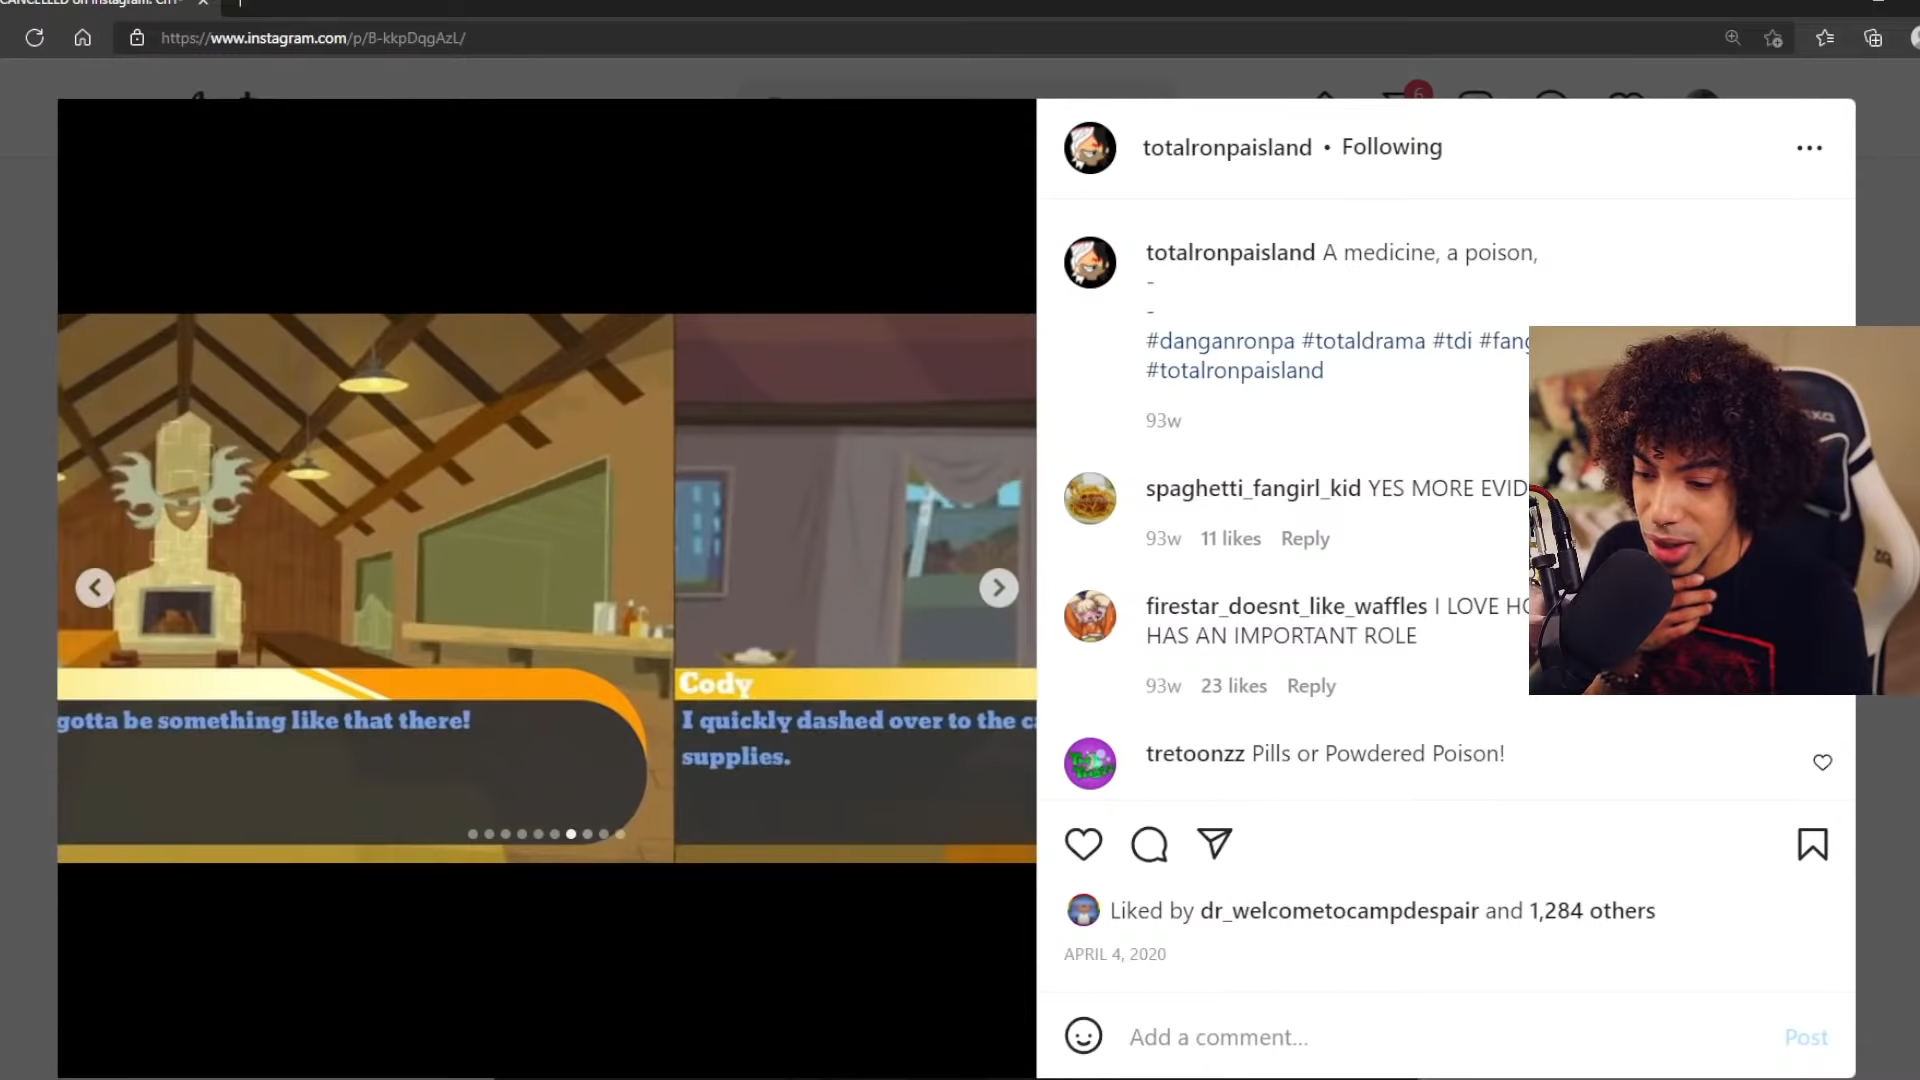 https://www.instagram.com/p/B-kkpDqgAzL/
6
totalronpaisland • Following
totalronpaisland A medicine, a poison,
-
-
#danganronpa #totaldrama #tdi
#totalronpaisland
93w
spaghetti_fangirl_kid YES MORE
93w 11 likes Reply
firestar_doesnt_like_waffles I LOVE
HAS AN IMPORTANT ROLE
93w 23 likes Reply
tretoonzz Pills or Powdered Poison!
gotta be something like that there!
Cody
I quickly dashed over to the
supplies.
Liked by dr_welcometocampdespair and 1,284 others
APRIL 4, 2020
Add a comment...
Post